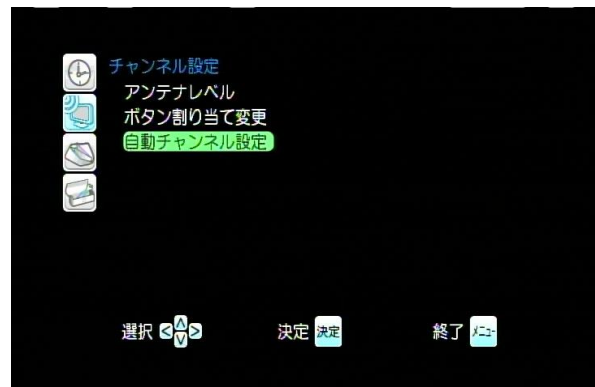 チャンネル設定
アンテナレベル
ボタン割り当て変更
自動チャンネル設定
選択 決定 決定 終了 メニュー